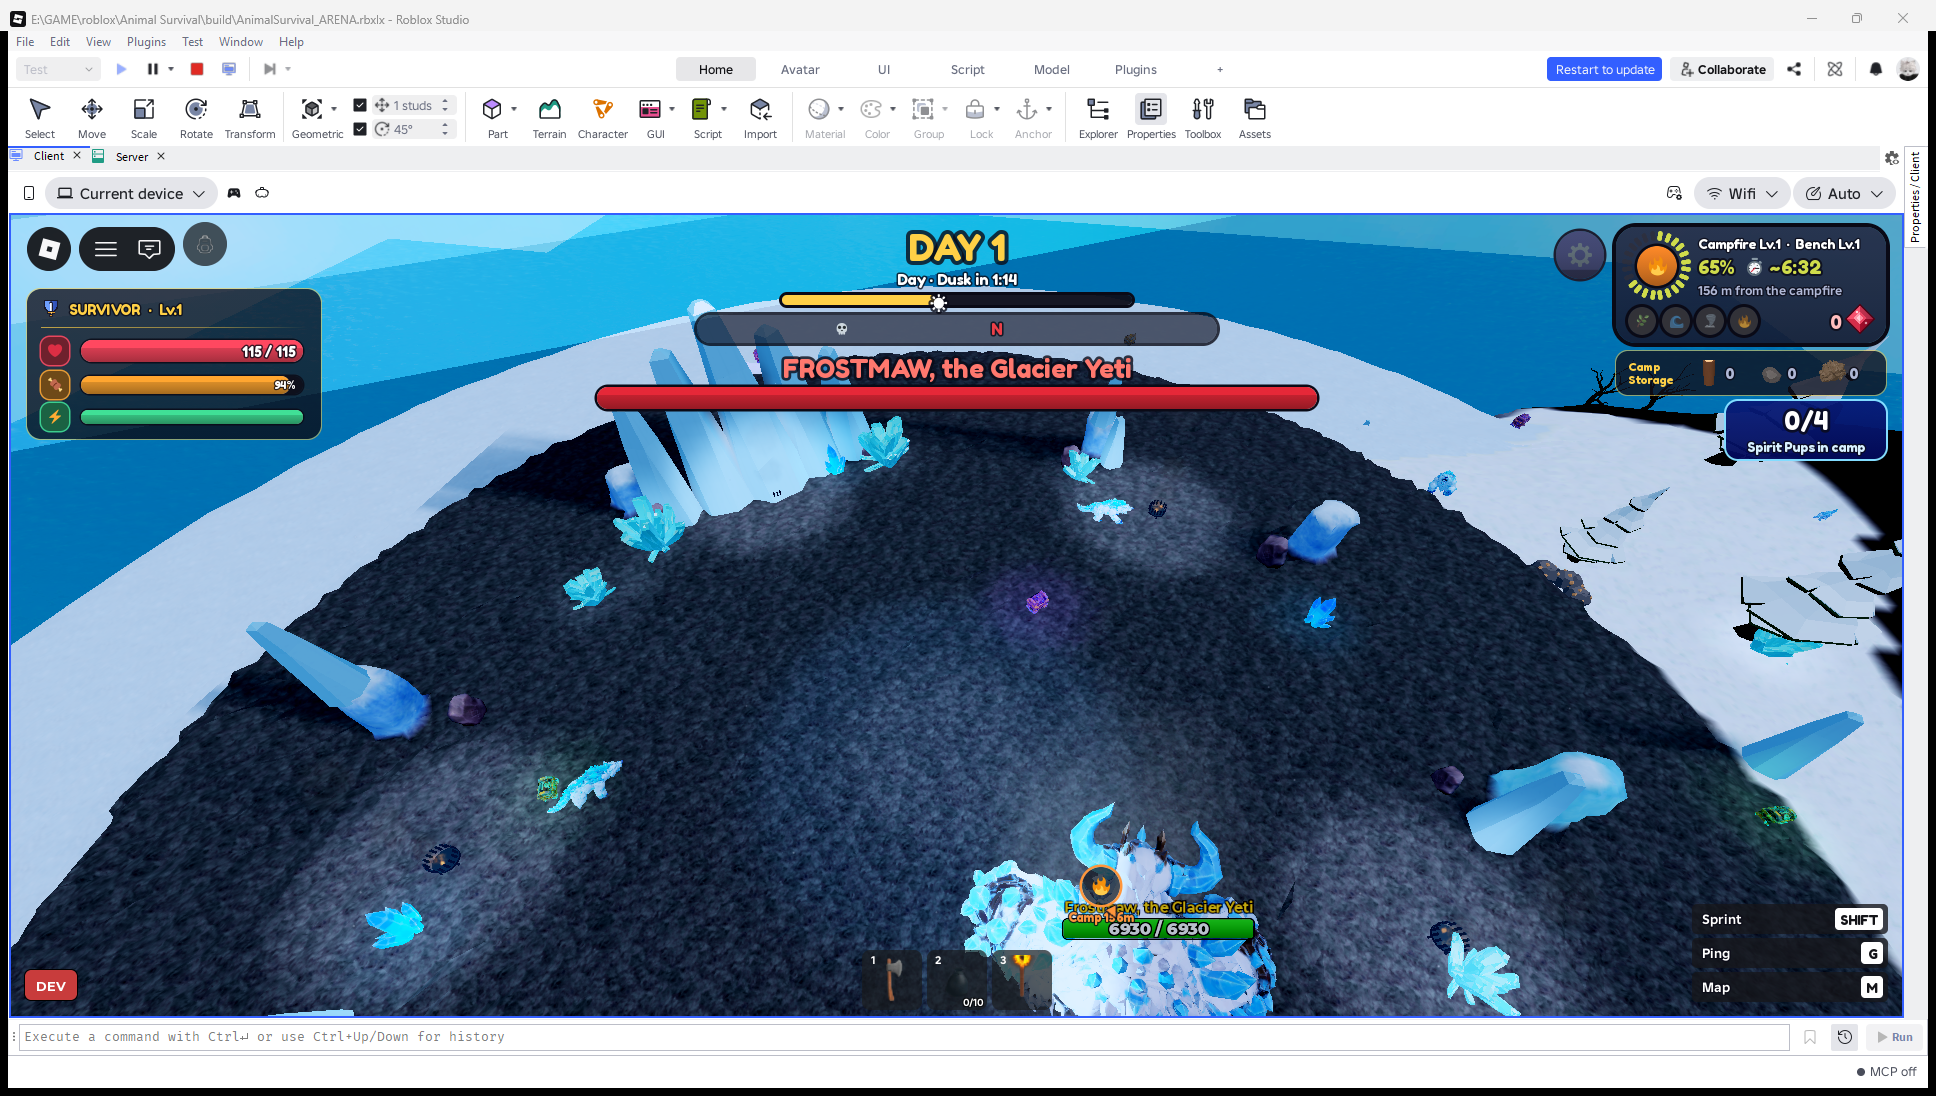 E:\GAME\roblox\Animal Survival\build\AnimalSurvival_ARENA.rbxlx - Roblox Studio
File Edit View Plugins Test Window Help
Test
Home Avatar UI Script Model Plugins +
Restart to update
Collaborate
1 studs
45°
Select Move Scale Rotate Transform Geometric Part Terrain Character GUI Script Import Material Color Group Lock Anchor Explorer Properties Toolbox Assets
Client Server
Properties / Client
Current device
Wifi
Auto
DAY 1
Day · Dusk in 1:14
N
FROSTMAW, the Glacier Yeti
SURVIVOR · Lv.1
115 / 115
94%
Campfire Lv.1 · Bench Lv.1
65% ~6:32
156 m from the campfire
0
Camp Storage
0 0 0
0/4
Spirit Pups in camp
Frostmaw, the Glacier Yeti
Camp 156m
6930 / 6930
1 2 3
0/10
DEV
Sprint SHIFT
Ping G
Map M
Execute a command with Ctrl+↵ or use Ctrl+Up/Down for history
Run
MCP off